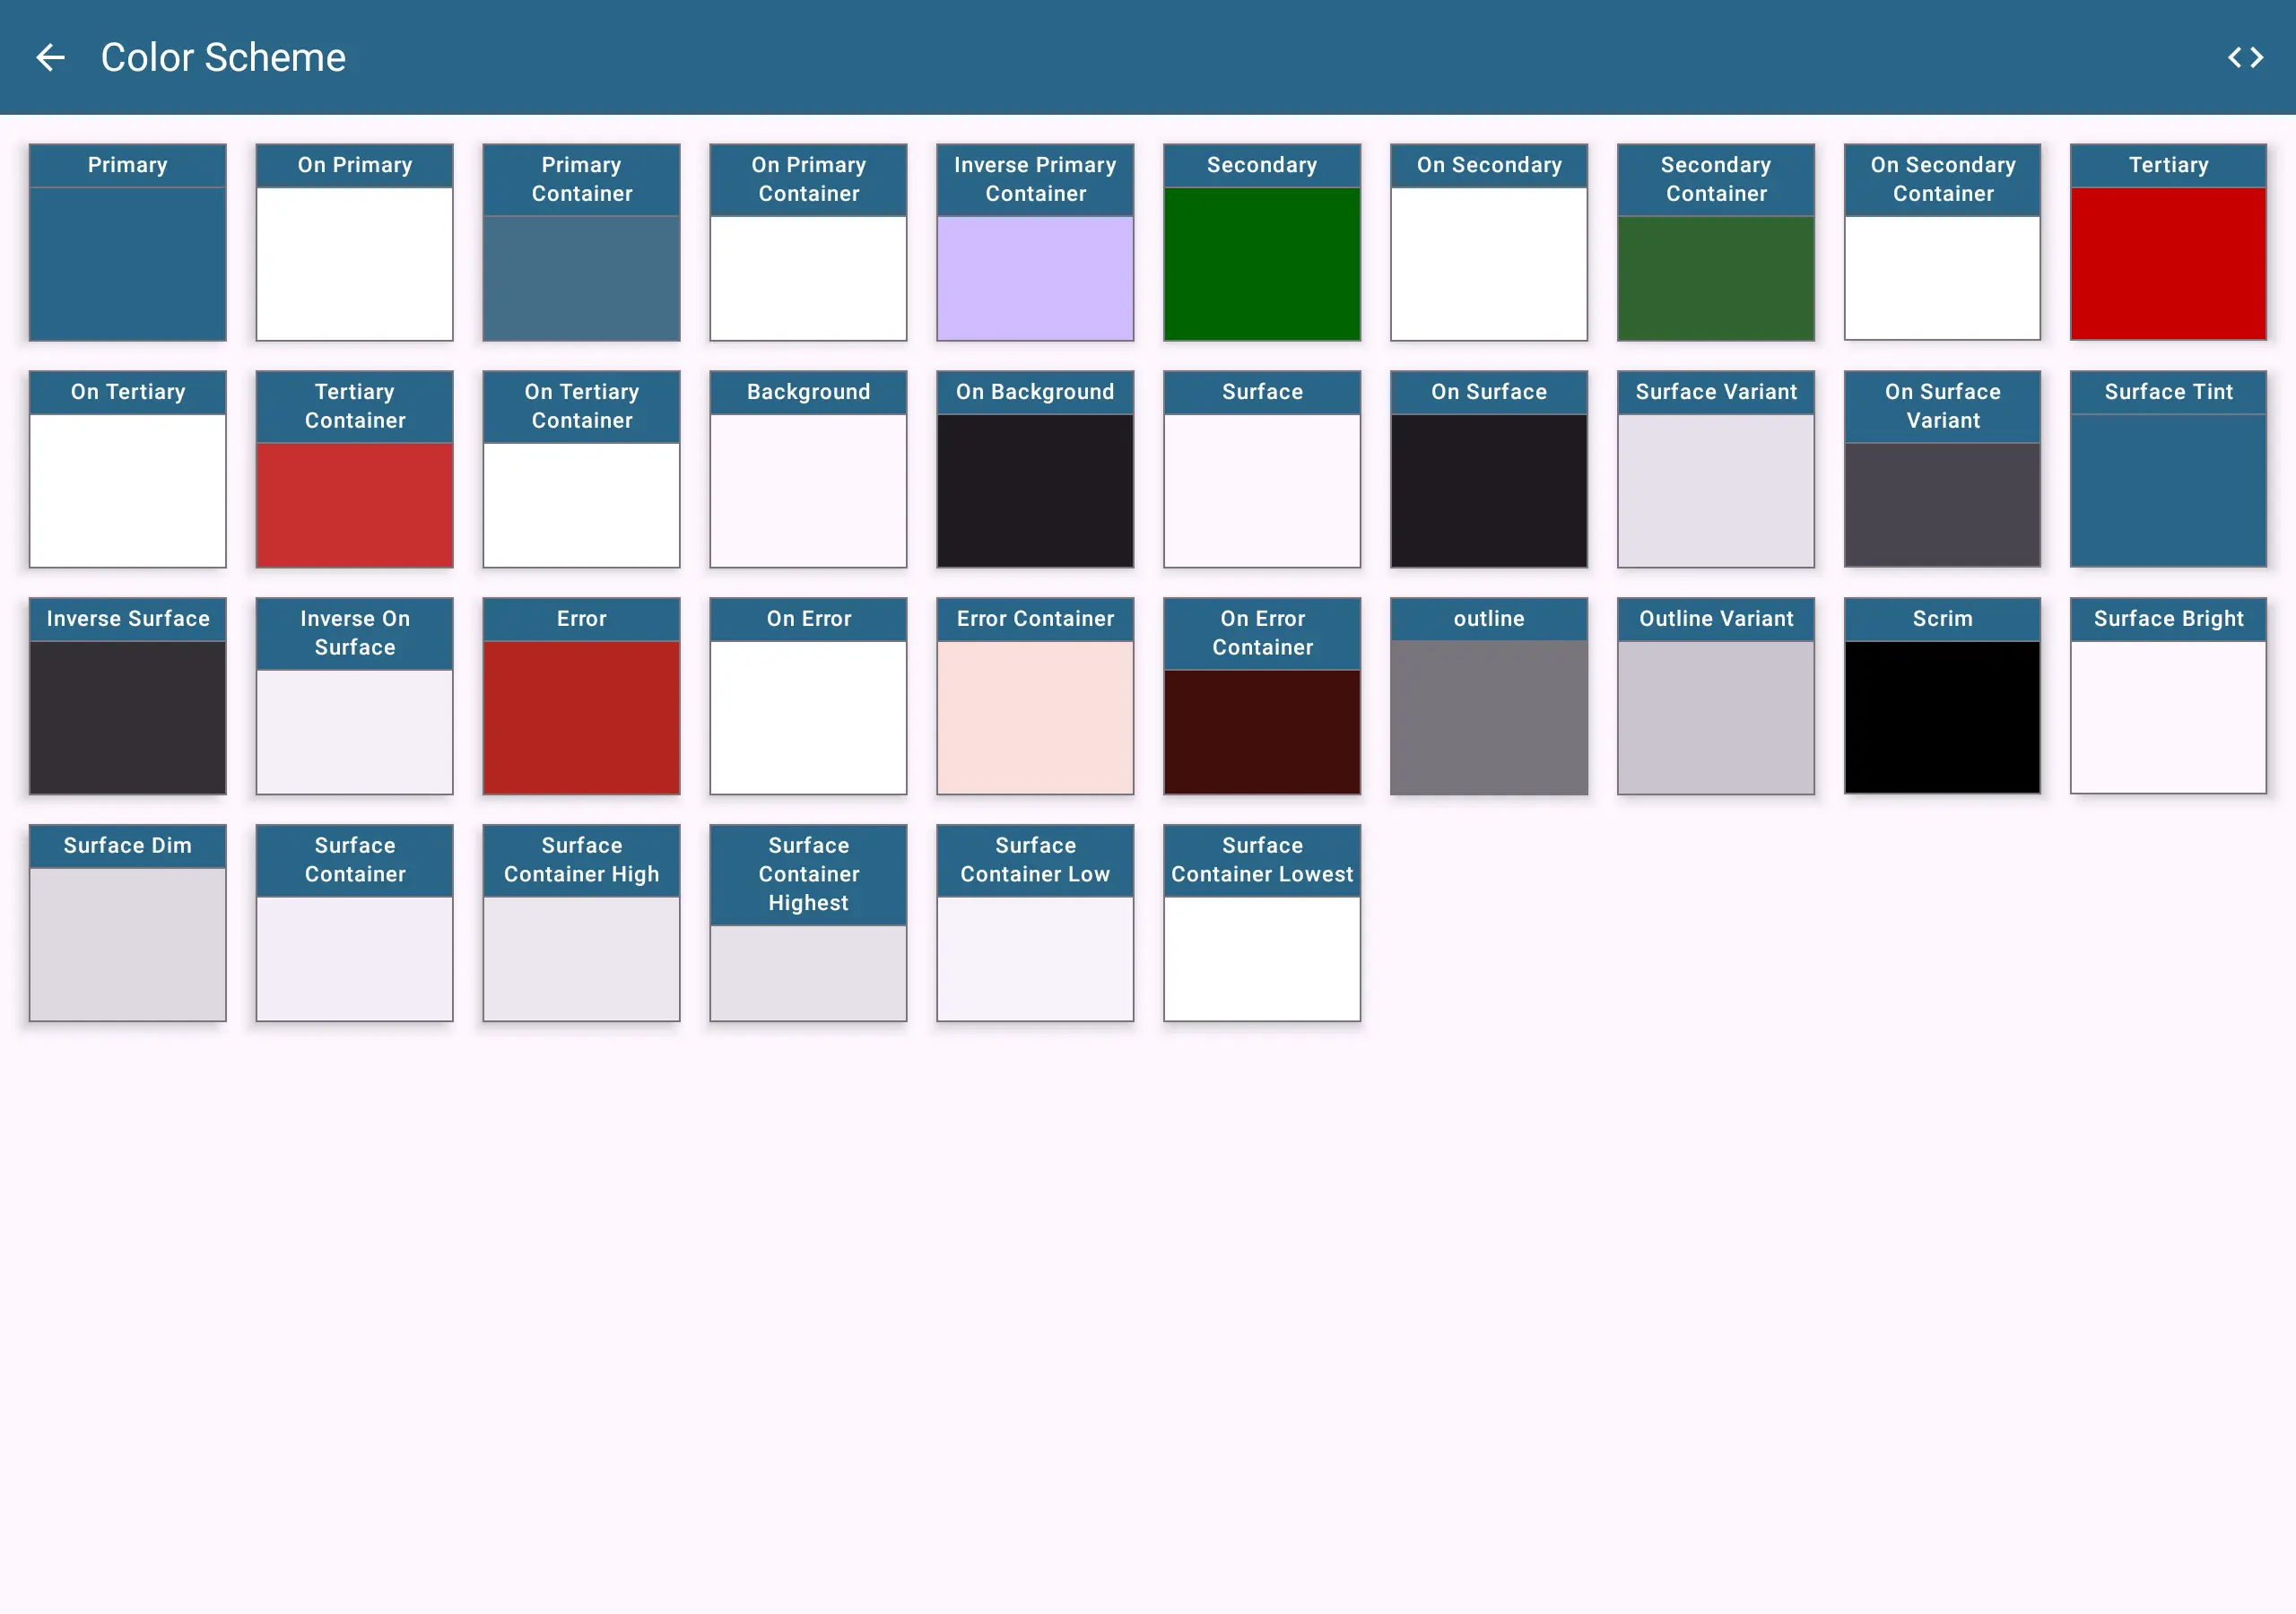 Color Scheme
Primary
On Primary
Primary
Container
On Primary
Container
Inverse Primary
Container
Secondary
On Secondary
Secondary
Container
On Secondary
Container
Tertiary
On Tertiary
Tertiary
Container
On Tertiary
Container
Background
On Background
Surface
On Surface
Surface Variant
On Surface
Variant
Surface Tint
Inverse Surface
Inverse On
Surface
Error
On Error
Error Container
On Error
Container
outline
Outline Variant
Scrim
Surface Bright
Surface Dim
Surface
Container
Surface
Container High
Surface
Container
Highest
Surface
Container Low
Surface
Container Lowest